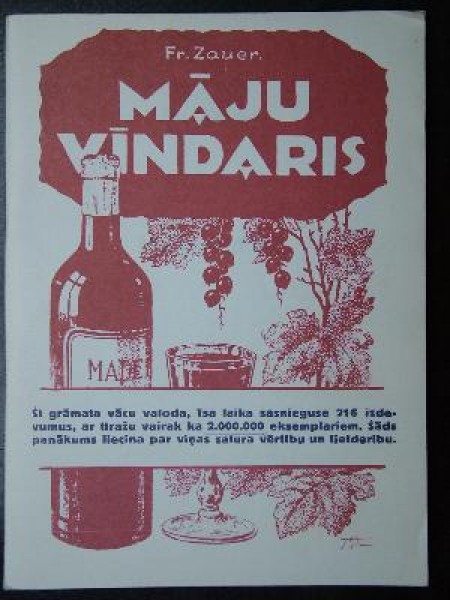 Fr. Zauer.
MĀJU
VĪNDARIS
MADE
Šī grāmata vācu valodā, īsā laikā sasnieguse 216 izde-
vumus, ar tirāžu vairāk kā 2.000.000 eksemplāriem. Šāds
panākums liecina par viņas satura vērtību un lietderību.